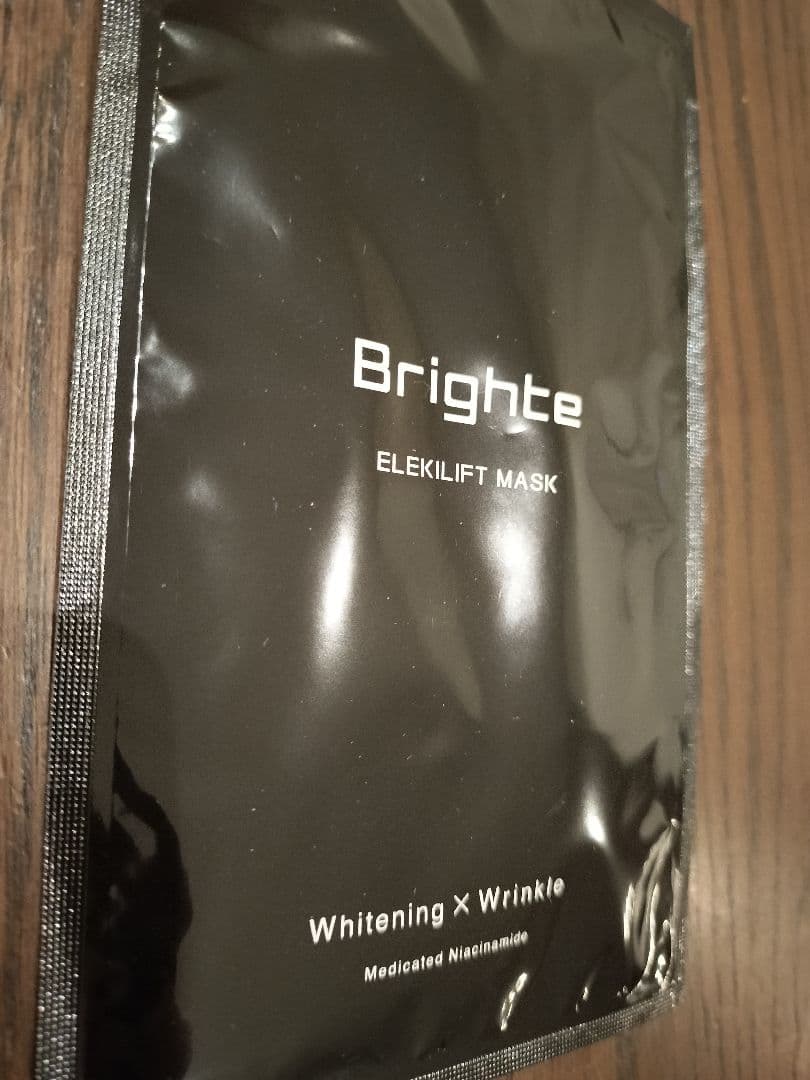 Brighte
ELEKILIFT MASK
Whitening × Wrinkle
Medicated Niacinamide